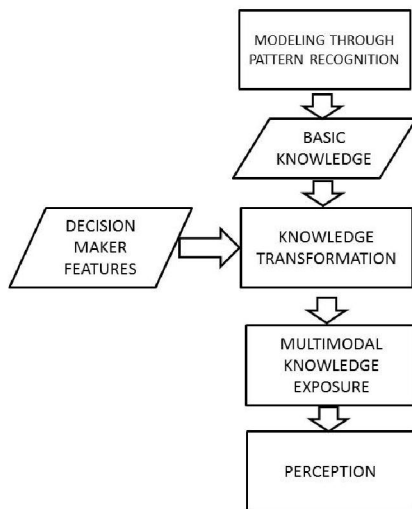 MODELING THROUGH
PATTERN RECOGNITION
BASIC
KNOWLEDGE
DECISION
MAKER
FEATURES
KNOWLEDGE
TRANSFORMATION
MULTIMODAL
KNOWLEDGE
EXPOSURE
PERCEPTION